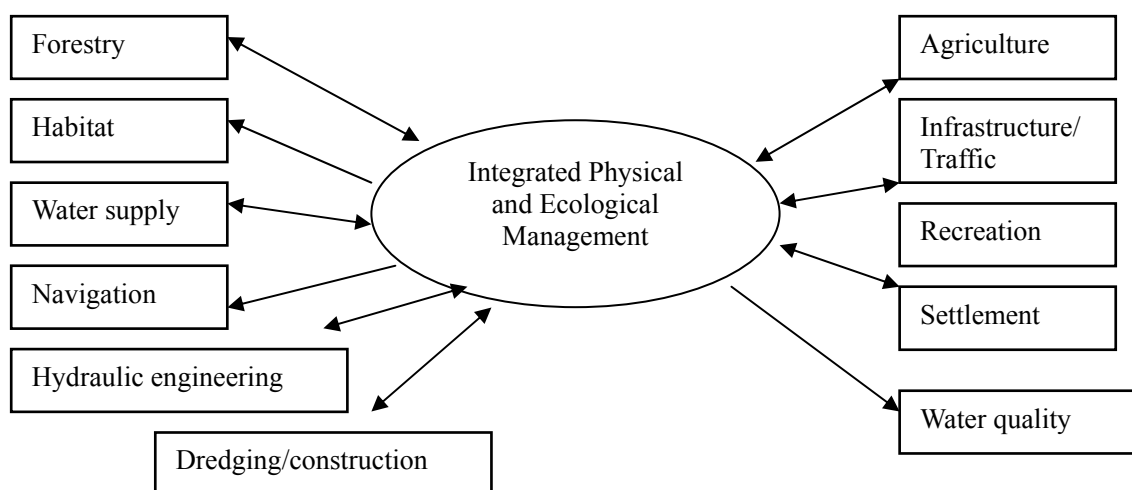 Forestry
Habitat
Water supply
Navigation
Hydraulic engineering
Dredging/construction
Integrated Physical
and Ecological
Management
Agriculture
Infrastructure/
Traffic
Recreation
Settlement
Water quality